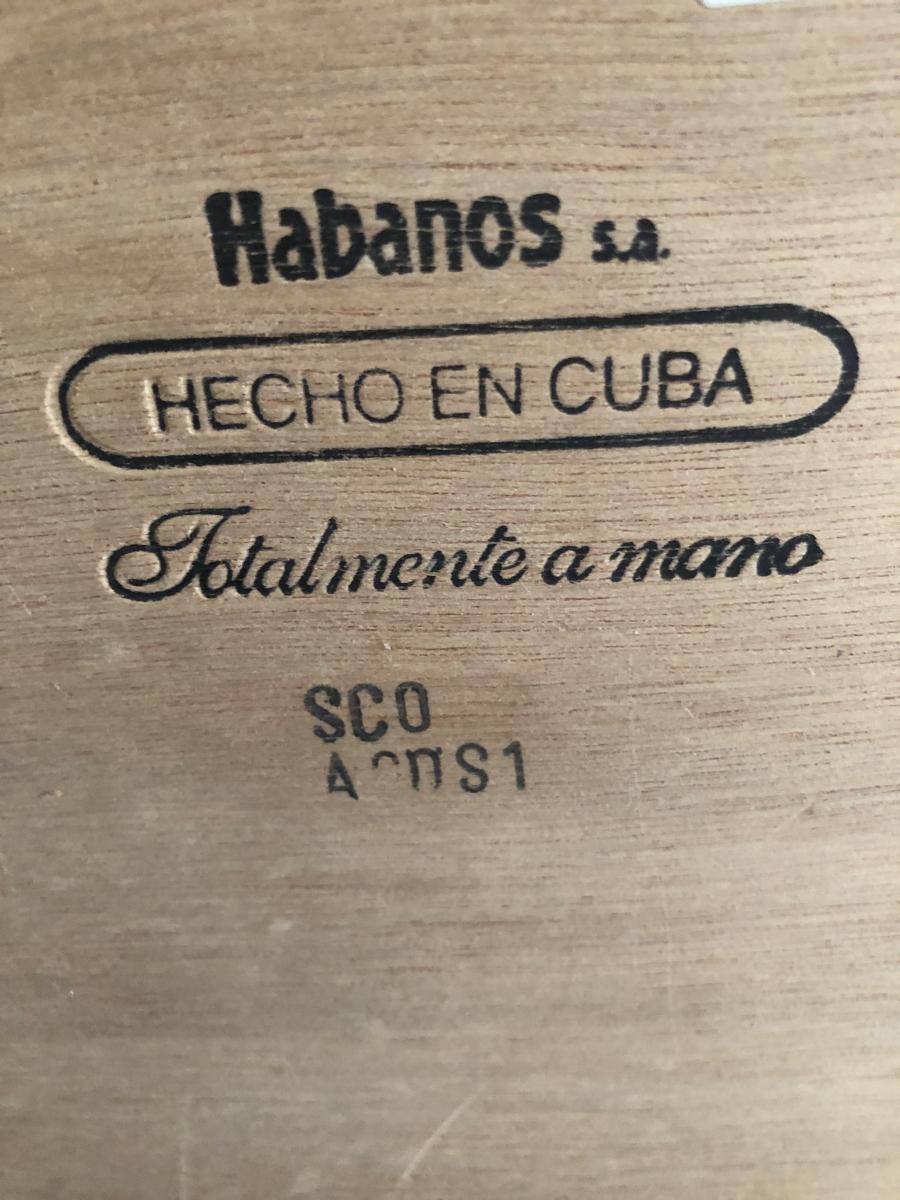 Habanos s.a.
HECHO EN CUBA
Totalmente a mano
SCO